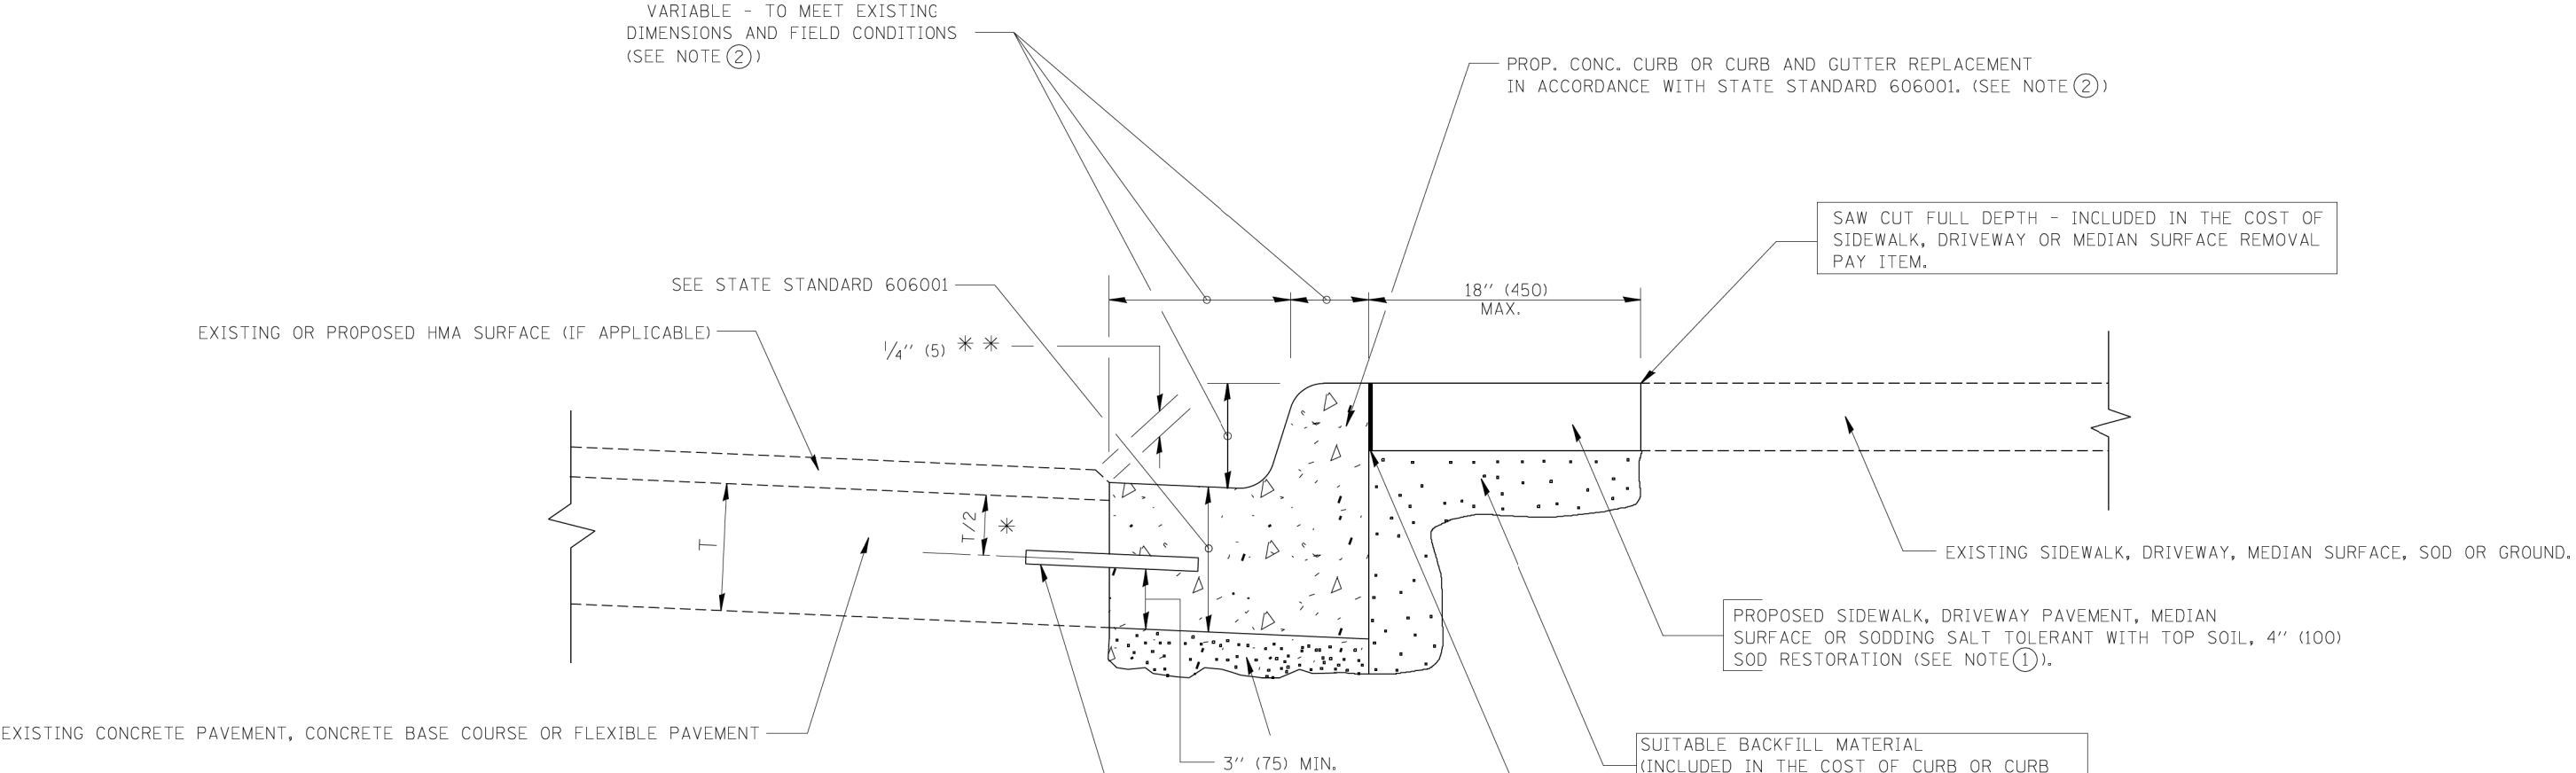 VARIABLE - TO MEET EXISTING
DIMENSIONS AND FIELD CONDITIONS
(SEE NOTE 2)
PROP. CONC. CURB OR CURB AND GUTTER REPLACEMENT
IN ACCORDANCE WITH STATE STANDARD 606001. (SEE NOTE 2)
SAW CUT FULL DEPTH - INCLUDED IN THE COST OF
SIDEWALK, DRIVEWAY OR MEDIAN SURFACE REMOVAL
PAY ITEM.
SEE STATE STANDARD 606001
18'' (450)
MAX.
EXISTING OR PROPOSED HMA SURFACE (IF APPLICABLE)
1/4'' (5) * *
T
T/2 *
EXISTING SIDEWALK, DRIVEWAY, MEDIAN SURFACE, SOD OR GROUND.
PROPOSED SIDEWALK, DRIVEWAY PAVEMENT, MEDIAN
SURFACE OR SODDING SALT TOLERANT WITH TOP SOIL, 4'' (100)
SOD RESTORATION (SEE NOTE 1).
EXISTING CONCRETE PAVEMENT, CONCRETE BASE COURSE OR FLEXIBLE PAVEMENT
3'' (75) MIN.
SUITABLE BACKFILL MATERIAL
(INCLUDED IN THE COST OF CURB OR CURB